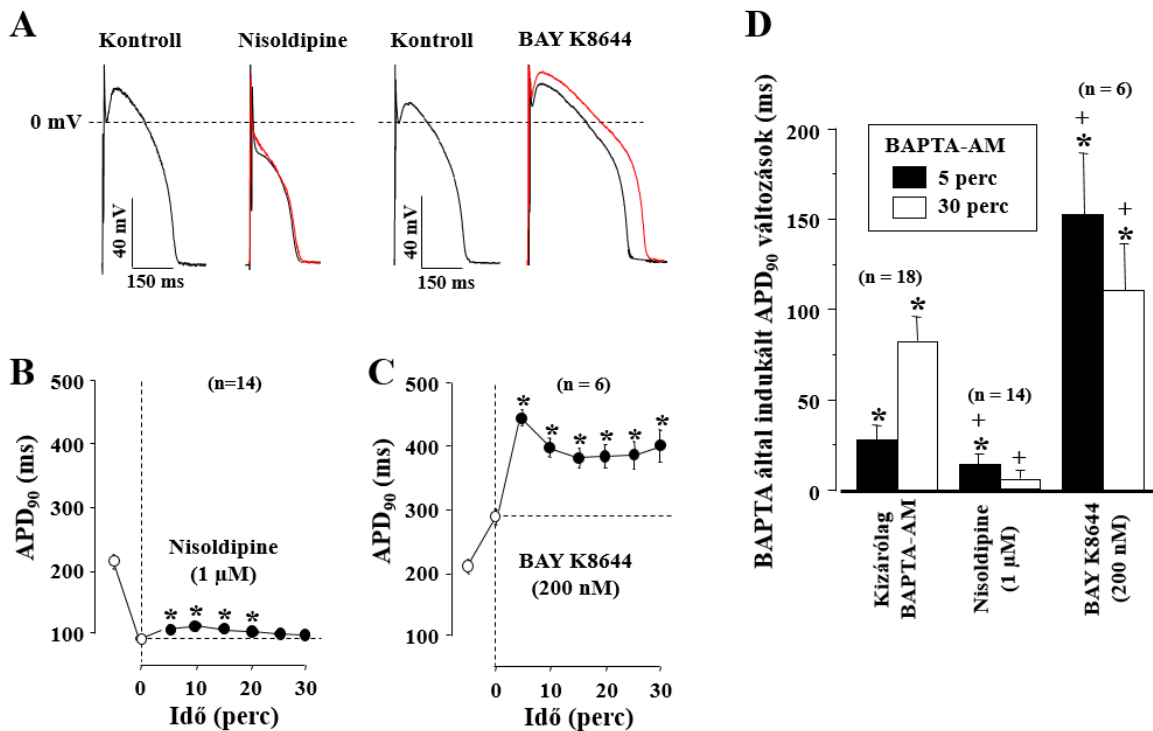 A
Kontroll
Nisoldipine
Kontroll
BAY K8644
0 mV
40 mV
150 ms
40 mV
150 ms
B
(n=14)
500
400
300
200
100
APD90 (ms)
Nisoldipine
(1 µM)
* * * *
0 10 20 30
Idő (perc)
C
(n = 6)
500
400
300
200
100
APD90 (ms)
* * * * * *
BAY K8644
(200 nM)
0 10 20 30
Idő (perc)
D
BAPTA által indukált APD90 változások (ms)
200
150
100
50
0
BAPTA-AM
5 perc
30 perc
(n = 18)
* *
(n = 14)
+
*
+
(n = 6)
+
*
+
*
Kizárólag
BAPTA-AM
Nisoldipine
(1 µM)
BAY K8644
(200 nM)